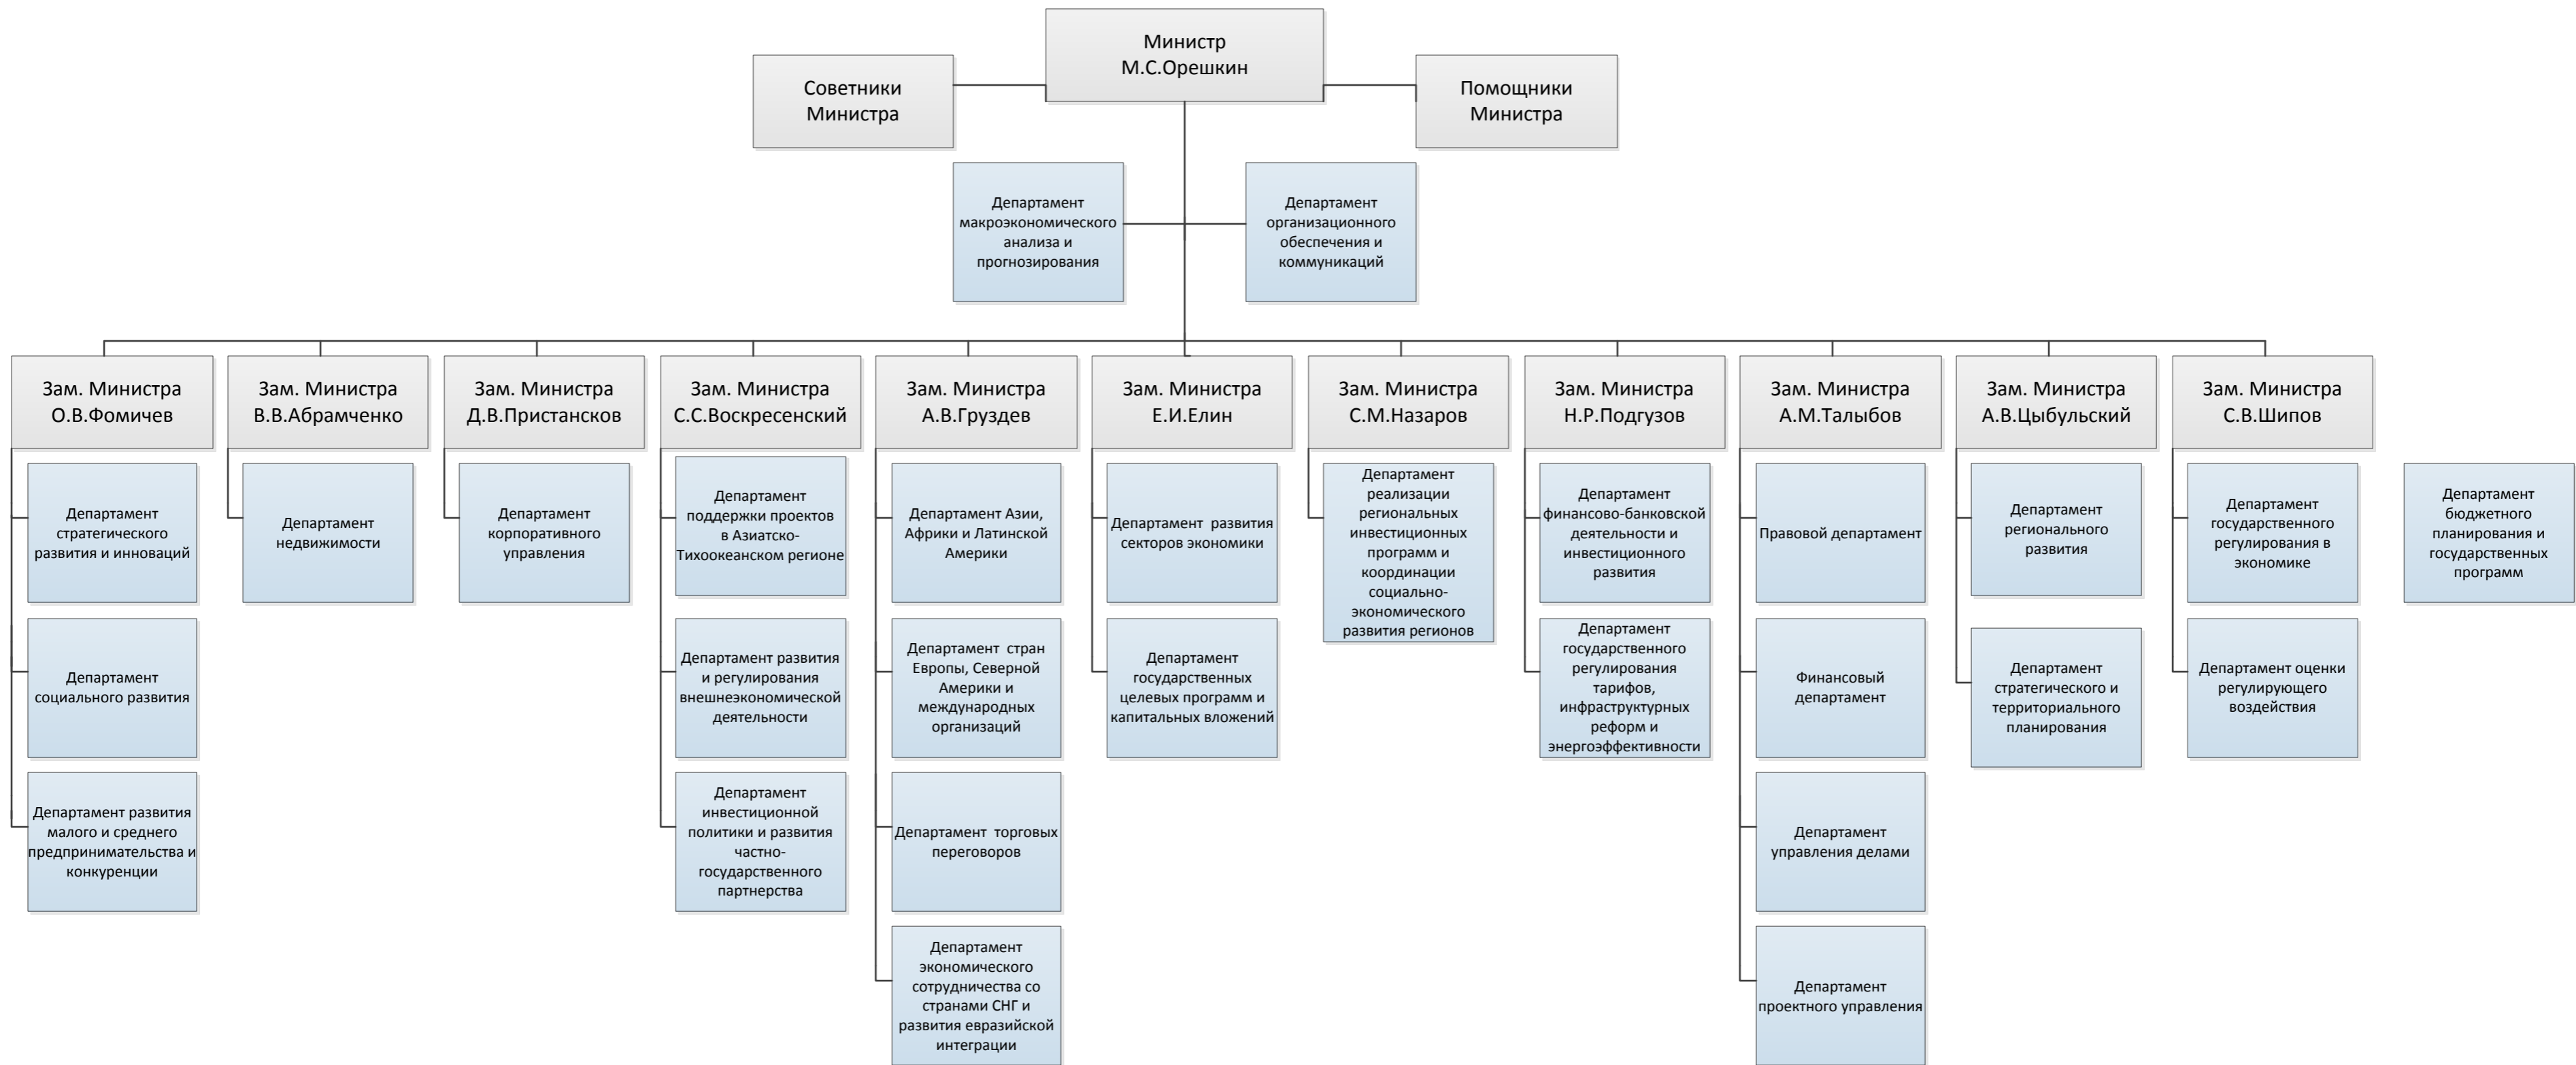 Министр
М.С.Орешкин
Советники
Министра
Помощники
Министра
Департамент
макроэкономического
анализа и
прогнозирования
Департамент
организационного
обеспечения и
коммуникаций
Зам. Министра
О.В.Фомичев
Зам. Министра
В.В.Абрамченко
Зам. Министра
Д.В.Пристансков
Зам. Министра
С.С.Воскресенский
Зам. Министра
А.В.Груздев
Зам. Министра
Е.И.Елин
Зам. Министра
С.М.Назаров
Зам. Министра
Н.Р.Подгузов
Зам. Министра
А.М.Талыбов
Зам. Министра
А.В.Цыбульский
Зам. Министра
С.В.Шипов
Департамент
стратегического
развития и инноваций
Департамент
недвижимости
Департамент
корпоративного
управления
Департамент
поддержки проектов
в Азиатско-
Тихоокеанском регионе
Департамент Азии,
Африки и Латинской
Америки
Департамент развития
секторов экономики
Департамент
реализации
региональных
инвестиционных
программ и
координации
социально-
экономического
развития регионов
Департамент
финансово-банковской
деятельности и
инвестиционного
развития
Правовой департамент
Департамент
регионального
развития
Департамент
государственного
регулирования в
экономике
Департамент
бюджетного
планирования и
государственных
программ
Департамент
социального развития
Департамент развития
и регулирования
внешнеэкономической
деятельности
Департамент стран
Европы, Северной
Америки и
международных
организаций
Департамент
государственных
целевых программ и
капитальных вложений
Департамент
государственного
регулирования
тарифов,
инфраструктурных
реформ и
энергоэффективности
Финансовый
департамент
Департамент
стратегического и
территориального
планирования
Департамент оценки
регулирующего
воздействия
Департамент развития
малого и среднего
предпринимательства и
конкуренции
Департамент
инвестиционной
политики и развития
частно-
государственного
партнерства
Департамент торговых
переговоров
Департамент
управления делами
Департамент
экономического
сотрудничества со
странами СНГ и
развития евразийской
интеграции
Департамент
проектного управления